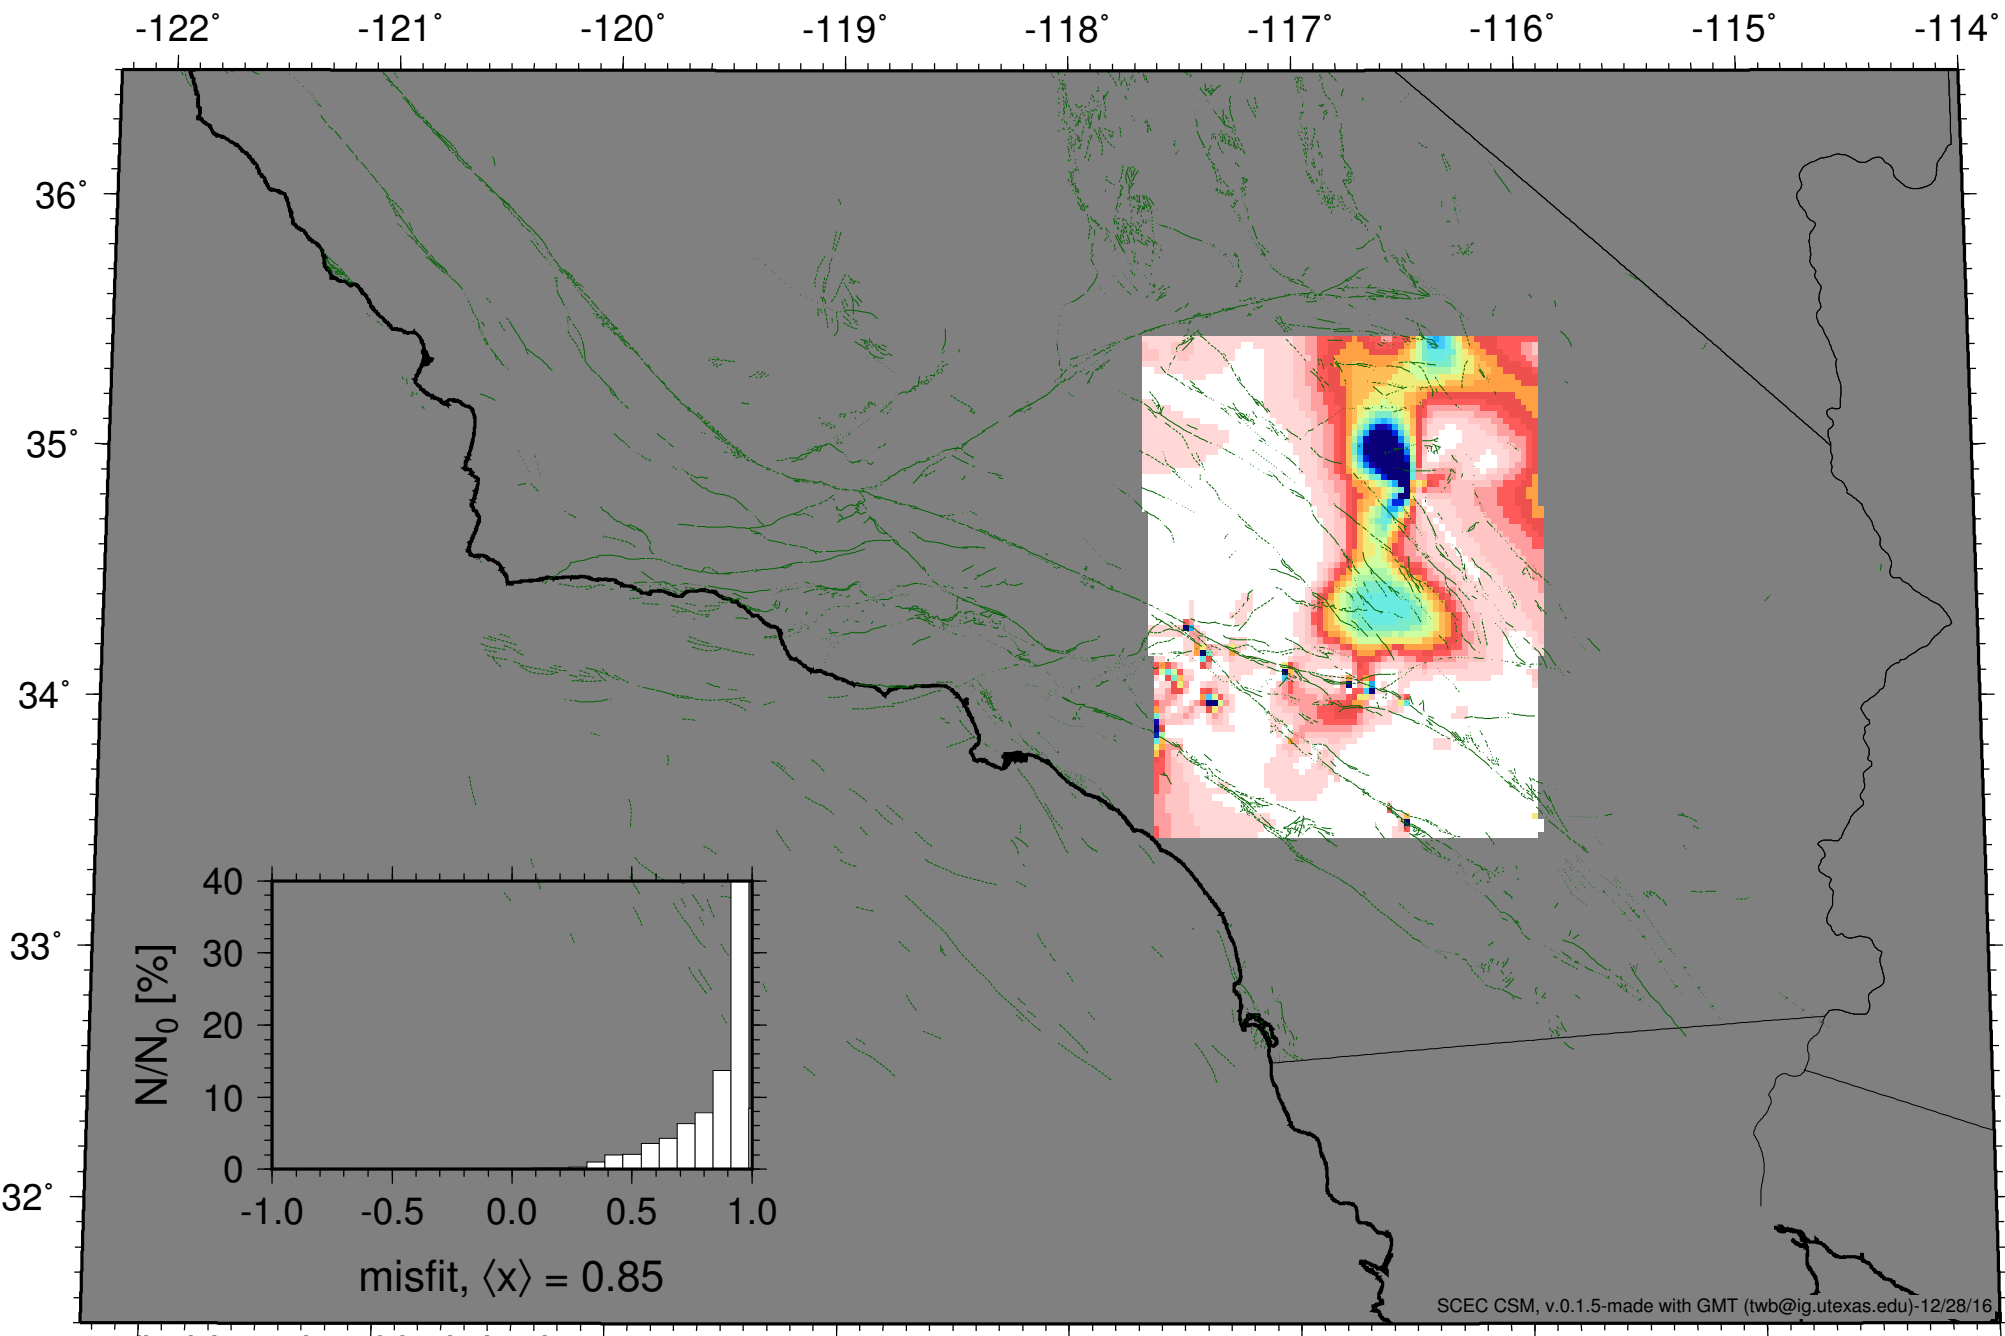 -122˚ -121˚ -120˚ -119˚ -118˚ -117˚ -116˚ -115˚ -114˚
36˚
35˚
34˚
33˚
32˚
40
30
20
10
0
N/N0 [%]
-1.0 -0.5 0.0 0.5 1.0
misfit, ⟨x⟩ = 0.85
SCEC CSM, v.0.1.5-made with GMT (twb@ig.utexas.edu)-12/28/16